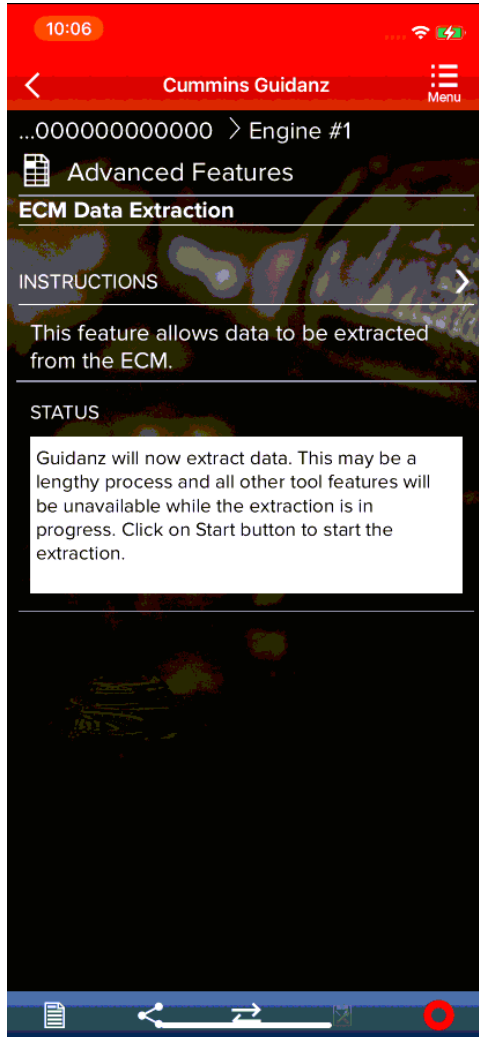 10:06
Cummins Guidanz
Menu
...000000000000 > Engine #1
Advanced Features
ECM Data Extraction
INSTRUCTIONS
This feature allows data to be extracted
from the ECM.
STATUS
Guidanz will now extract data. This may be a
lengthy process and all other tool features will
be unavailable while the extraction is in
progress. Click on Start button to start the
extraction.